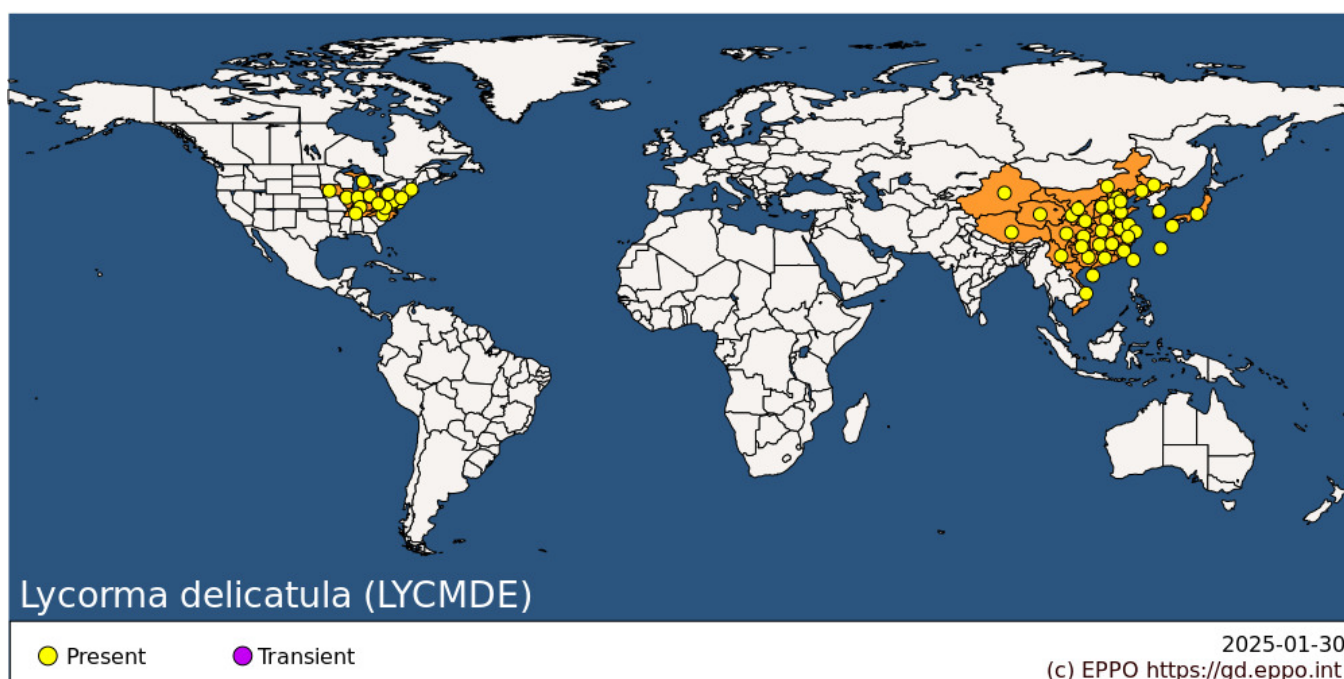 Lycorma delicatula (LYCMDE)
Present
Transient
2025-01-30
(c) EPPO https://gd.eppo.int